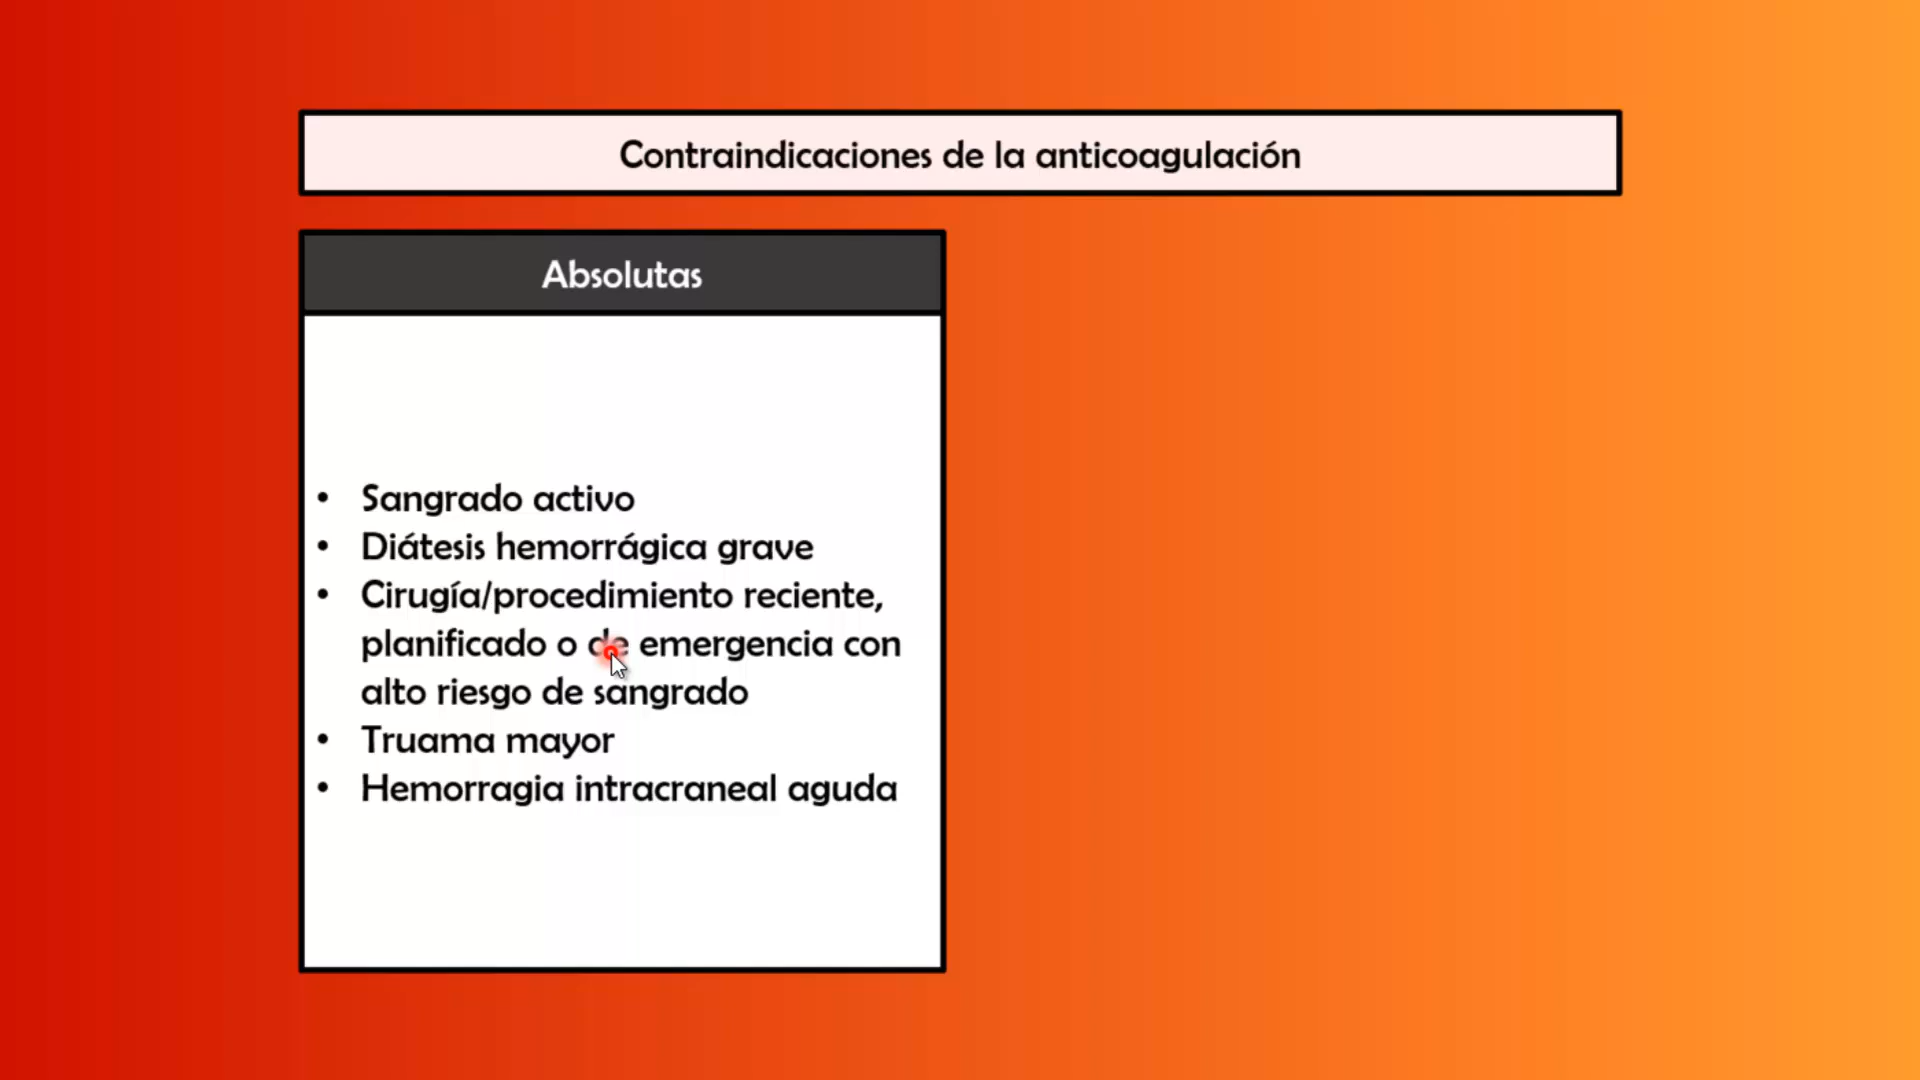 Contraindicaciones de la anticoagulación
Absolutas
• Sangrado activo
• Diátesis hemorrágica grave
• Cirugía/procedimiento reciente,
planificado o de emergencia con
alto riesgo de sangrado
• Truama mayor
• Hemorragia intracraneal aguda